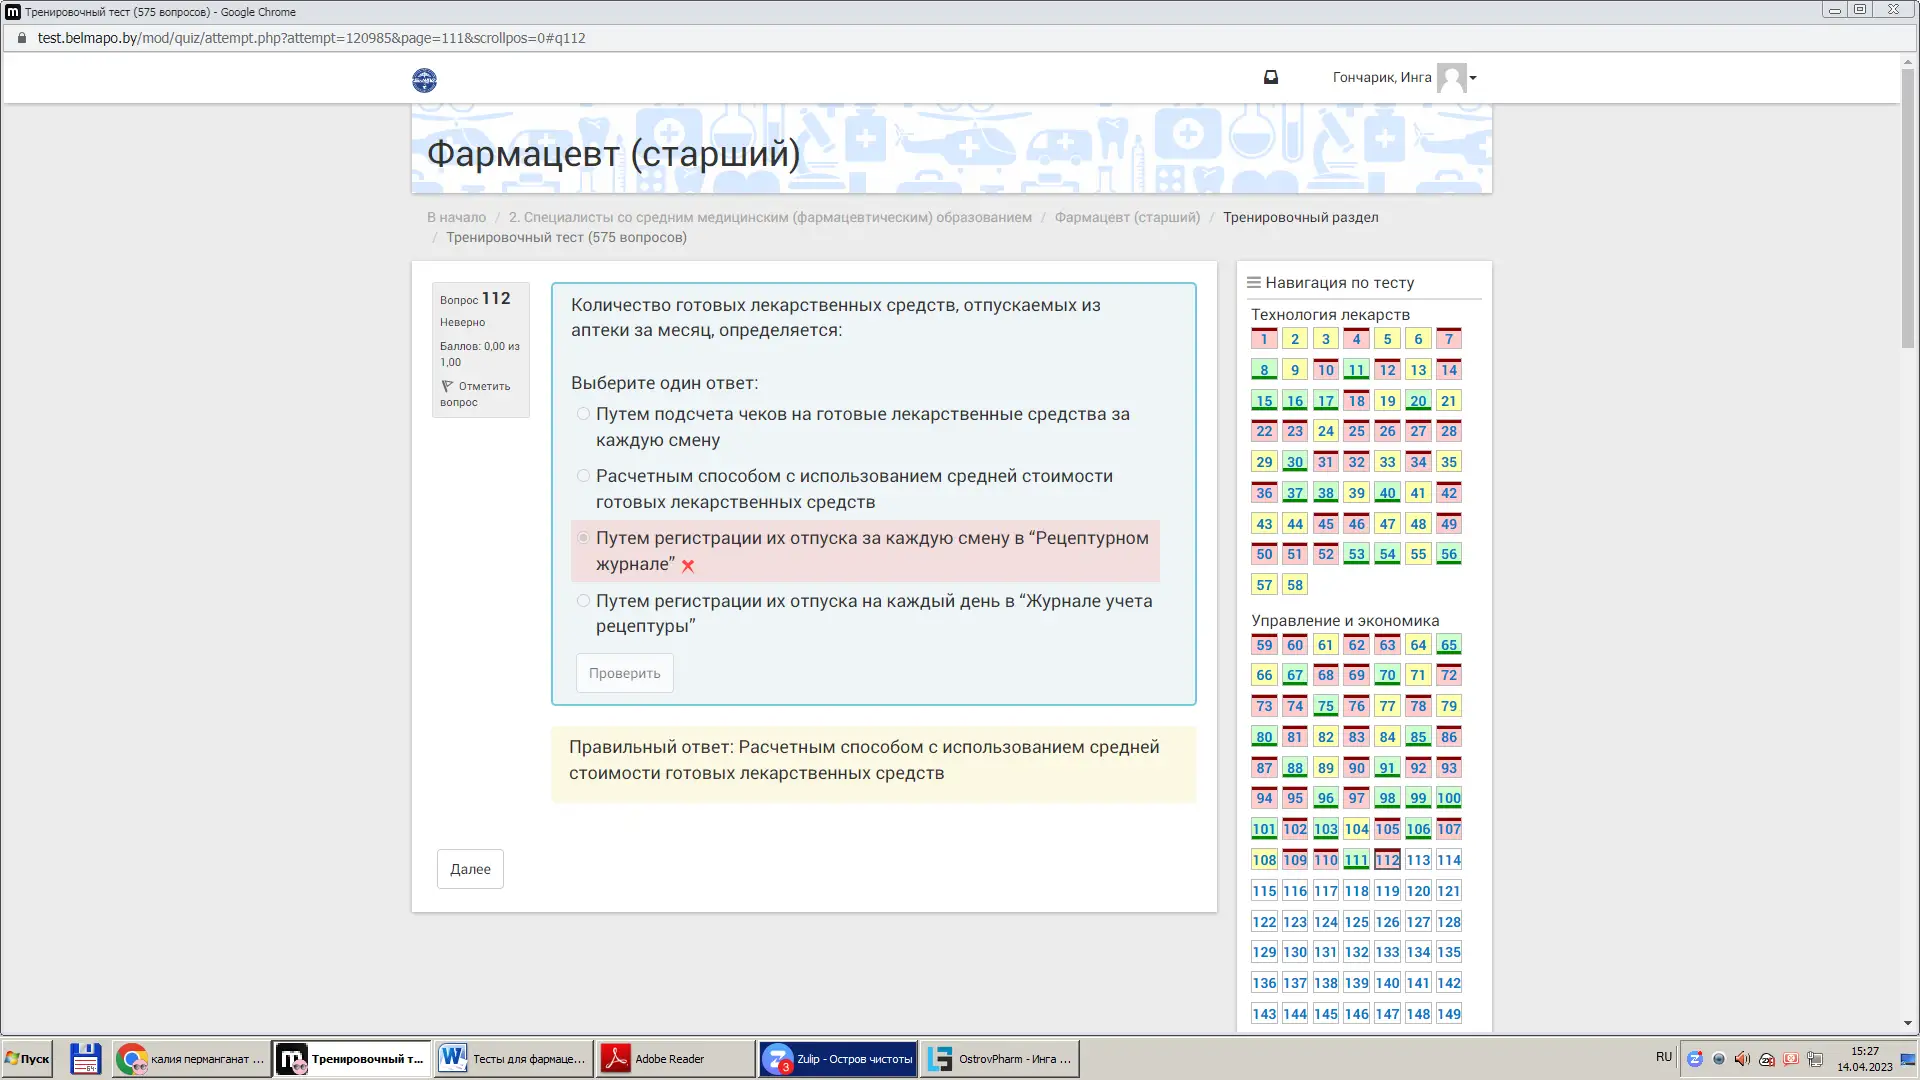 Тренировочный тест (575 вопросов) - Google Chrome
test.belmapo.by/mod/quiz/attempt.php?attempt=120985&page=111&scrollpos=0#q112
Гончарик, Инга
Фармацевт (старший)
В начало / 2. Специалисты со средним медицинским (фармацевтическим) образованием / Фармацевт (старший) / Тренировочный раздел
/ Тренировочный тест (575 вопросов)
Вопрос 112
Неверно
Баллов: 0,00 из
1,00
Отметить
вопрос
Количество готовых лекарственных средств, отпускаемых из
аптеки за месяц, определяется:
Выберите один ответ:
Путем подсчета чеков на готовые лекарственные средства за
каждую смену
Расчетным способом с использованием средней стоимости
готовых лекарственных средств
Путем регистрации их отпуска за каждую смену в “Рецептурном
журнале”
Путем регистрации их отпуска на каждый день в “Журнале учета
рецептуры”
Проверить
Правильный ответ: Расчетным способом с использованием средней
стоимости готовых лекарственных средств
Далее
Навигация по тесту
Технология лекарств
1 2 3 4 5 6 7
8 9 10 11 12 13 14
15 16 17 18 19 20 21
22 23 24 25 26 27 28
29 30 31 32 33 34 35
36 37 38 39 40 41 42
43 44 45 46 47 48 49
50 51 52 53 54 55 56
57 58
Управление и экономика
59 60 61 62 63 64 65
66 67 68 69 70 71 72
73 74 75 76 77 78 79
80 81 82 83 84 85 86
87 88 89 90 91 92 93
94 95 96 97 98 99 100
101 102 103 104 105 106 107
108 109 110 111 112 113 114
115 116 117 118 119 120 121
122 123 124 125 126 127 128
129 130 131 132 133 134 135
136 137 138 139 140 141 142
143 144 145 146 147 148 149
Пуск
калия перманганат ...
Тренировочный т...
Тесты для фармаце...
Adobe Reader
Zulip - Остров чистоты
OstrovPharm - Инга ...
RU
15:27
14.04.2023